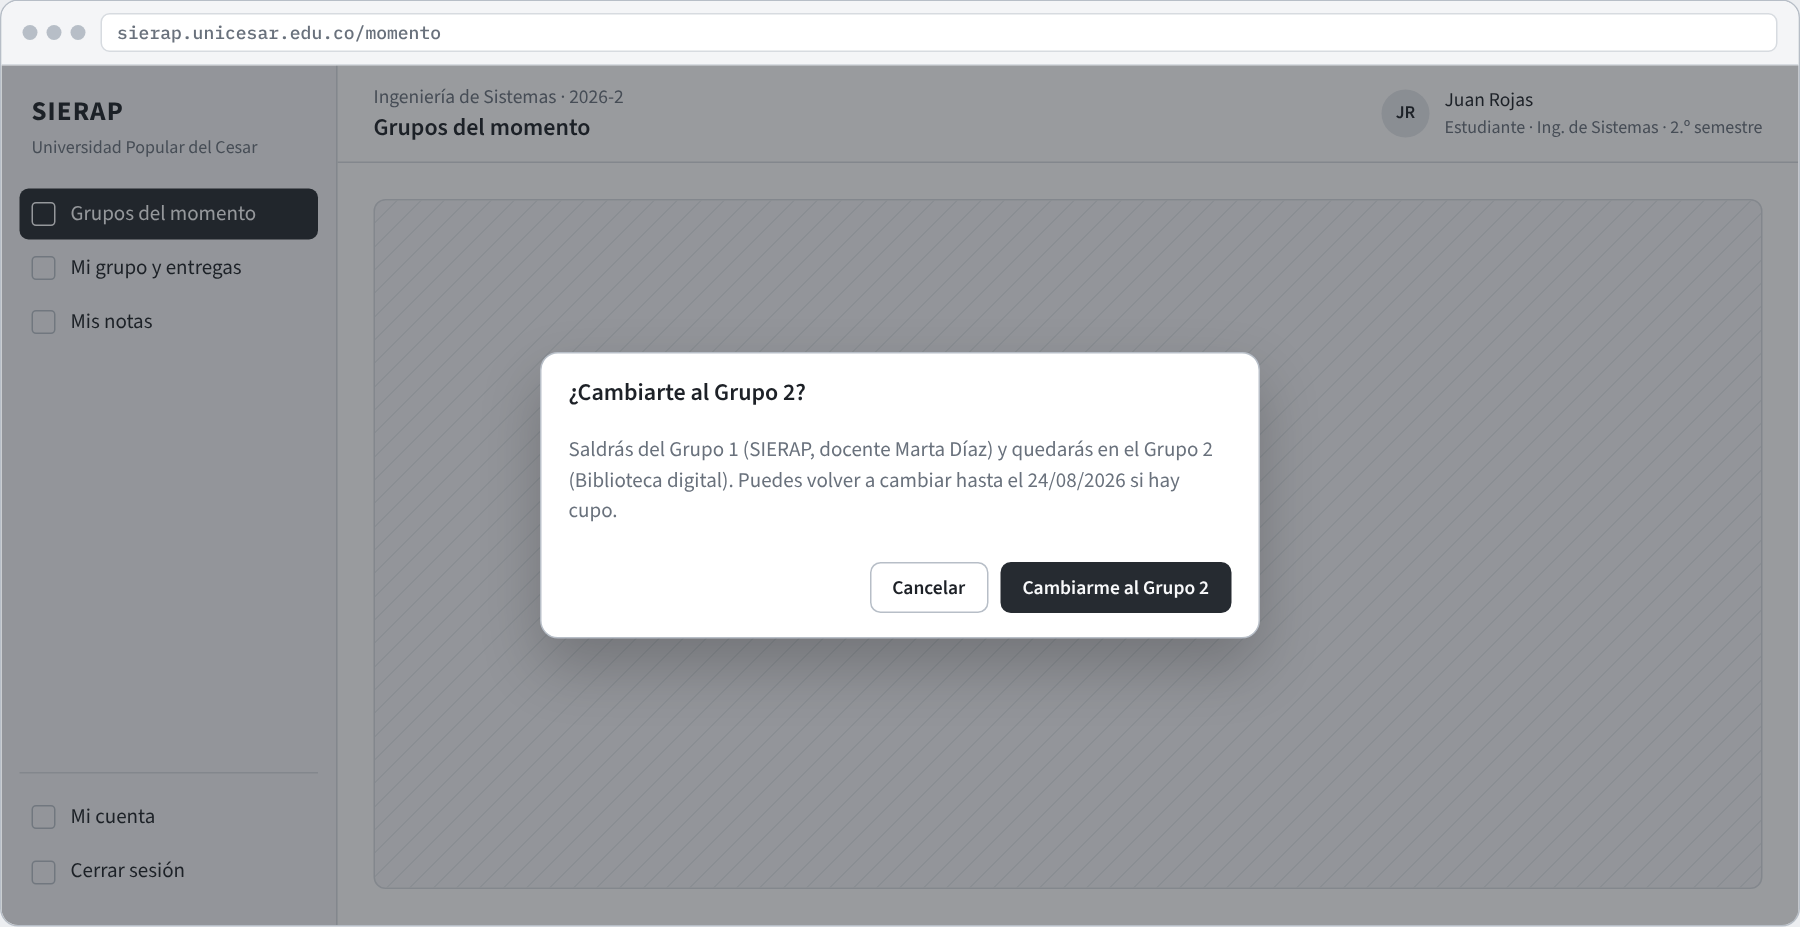 sierap.unicesar.edu.co/momento
SIERAP
Universidad Popular del Cesar
Grupos del momento
Mi grupo y entregas
Mis notas
Mi cuenta
Cerrar sesión
Ingeniería de Sistemas · 2026-2
Grupos del momento
JR
Juan Rojas
Estudiante · Ing. de Sistemas · 2.º semestre
¿Cambiarte al Grupo 2?
Saldrás del Grupo 1 (SIERAP, docente Marta Díaz) y quedarás en el Grupo 2
(Biblioteca digital). Puedes volver a cambiar hasta el 24/08/2026 si hay
cupo.
Cancelar
Cambiarme al Grupo 2